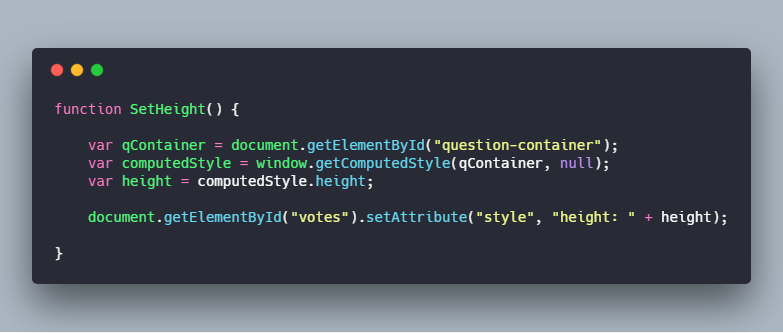 function SetHeight() {
var qContainer = document.getElementById("question-container");
var computedStyle = window.getComputedStyle(qContainer, null);
var height = computedStyle.height;
document.getElementById("votes").setAttribute("style", "height: " + height);
}